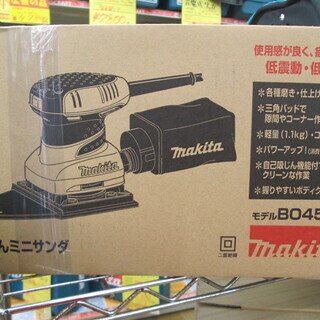 使用感が良く、
低震動・低
★各種磨き・仕上げ
★三角パッドで
隙間やコーナー作
★軽量(1.1kg)・コ
★パワーアップ!(消費
★自己吸じん機能付
クリーンな作業
★握りやすいボディ
makita
makita
んミニサンダ
二重絶縁
モデルBO45
makita